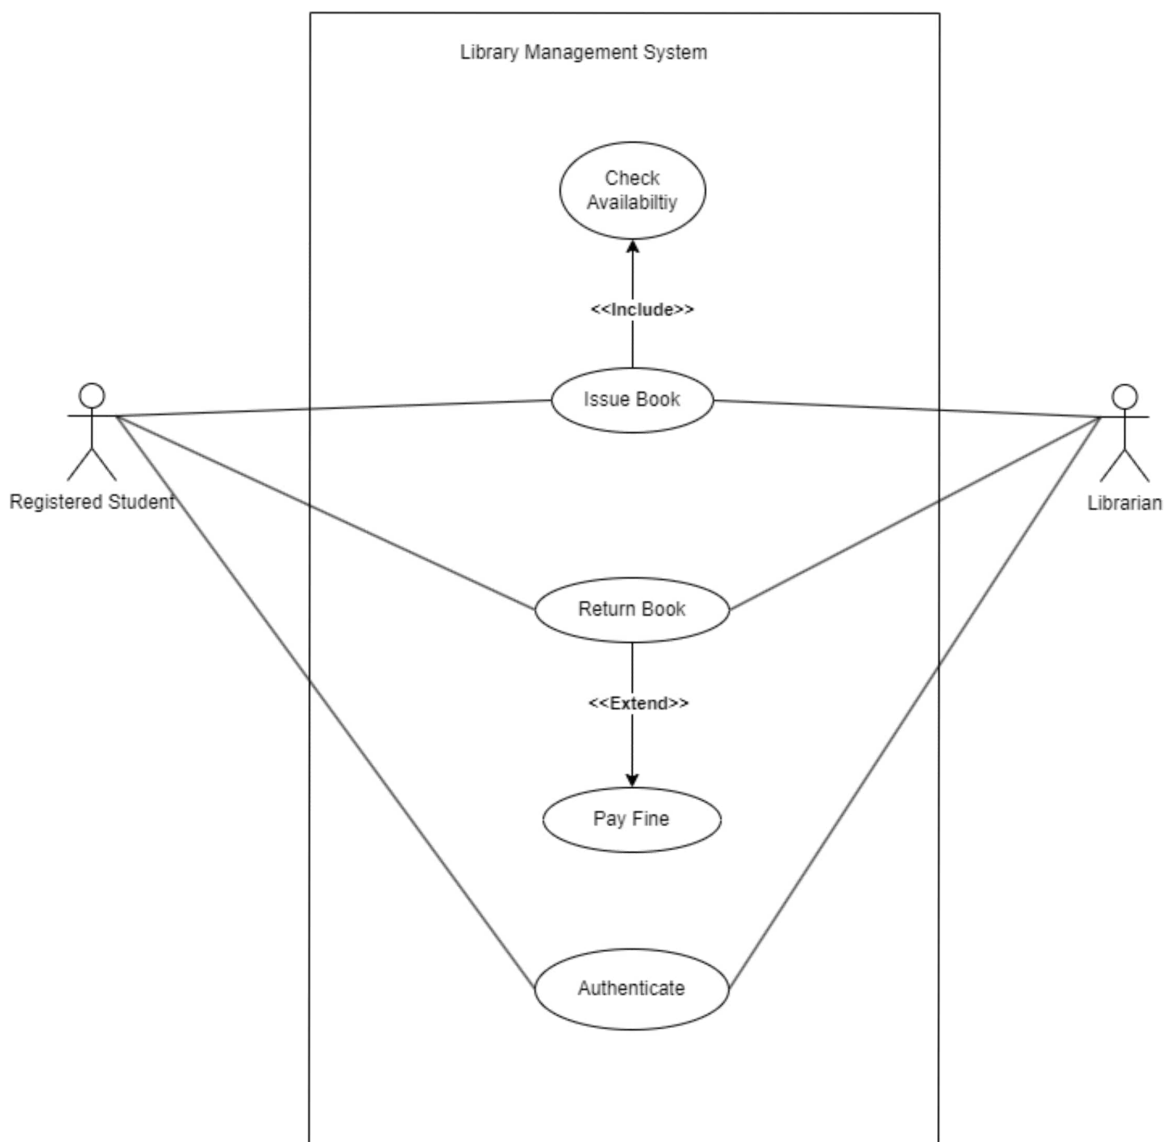 Library Management System
Check
Availabiltiy
<<Include>>
Issue Book
Registered Student
Librarian
Return Book
<<Extend>>
Pay Fine
Authenticate